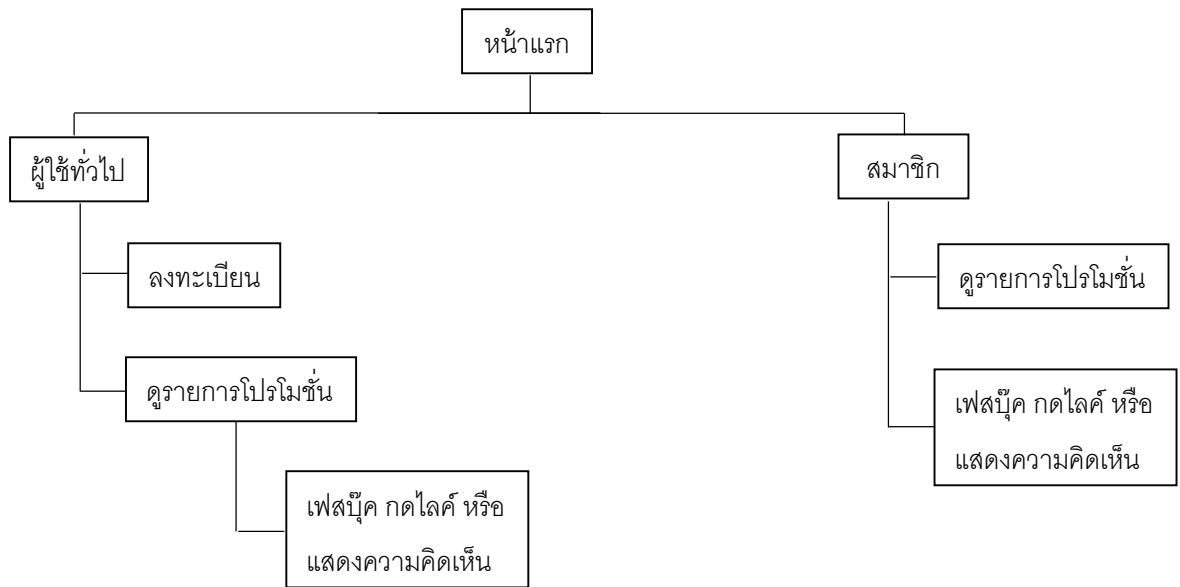 หน้าแรก
ผู้ใช้ทั่วไป
สมาชิก
ลงทะเบียน
ดูรายการโปรโมชั่น
ดูรายการโปรโมชั่น
เฟสบุ๊ค กดไลค์ หรือ
แสดงความคิดเห็น
เฟสบุ๊ค กดไลค์ หรือ
แสดงความคิดเห็น